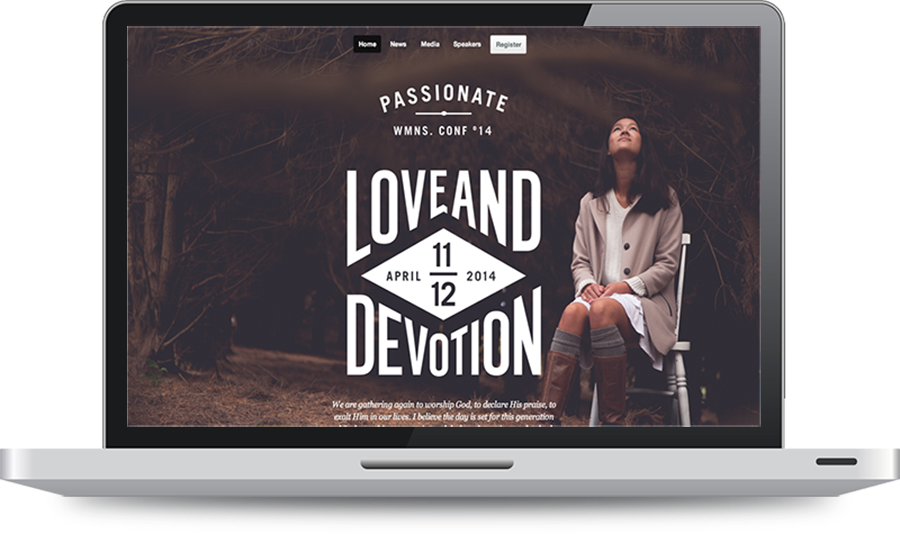 Home News Media Speakers Register
PASSIONATE
WMNS. CONF º14
LOVE AND
11
APRIL 2014
12
DEVOTION
We are gathering again to worship God, to declare His praise, to
exalt Him in our lives. I believe the day is set for this generation